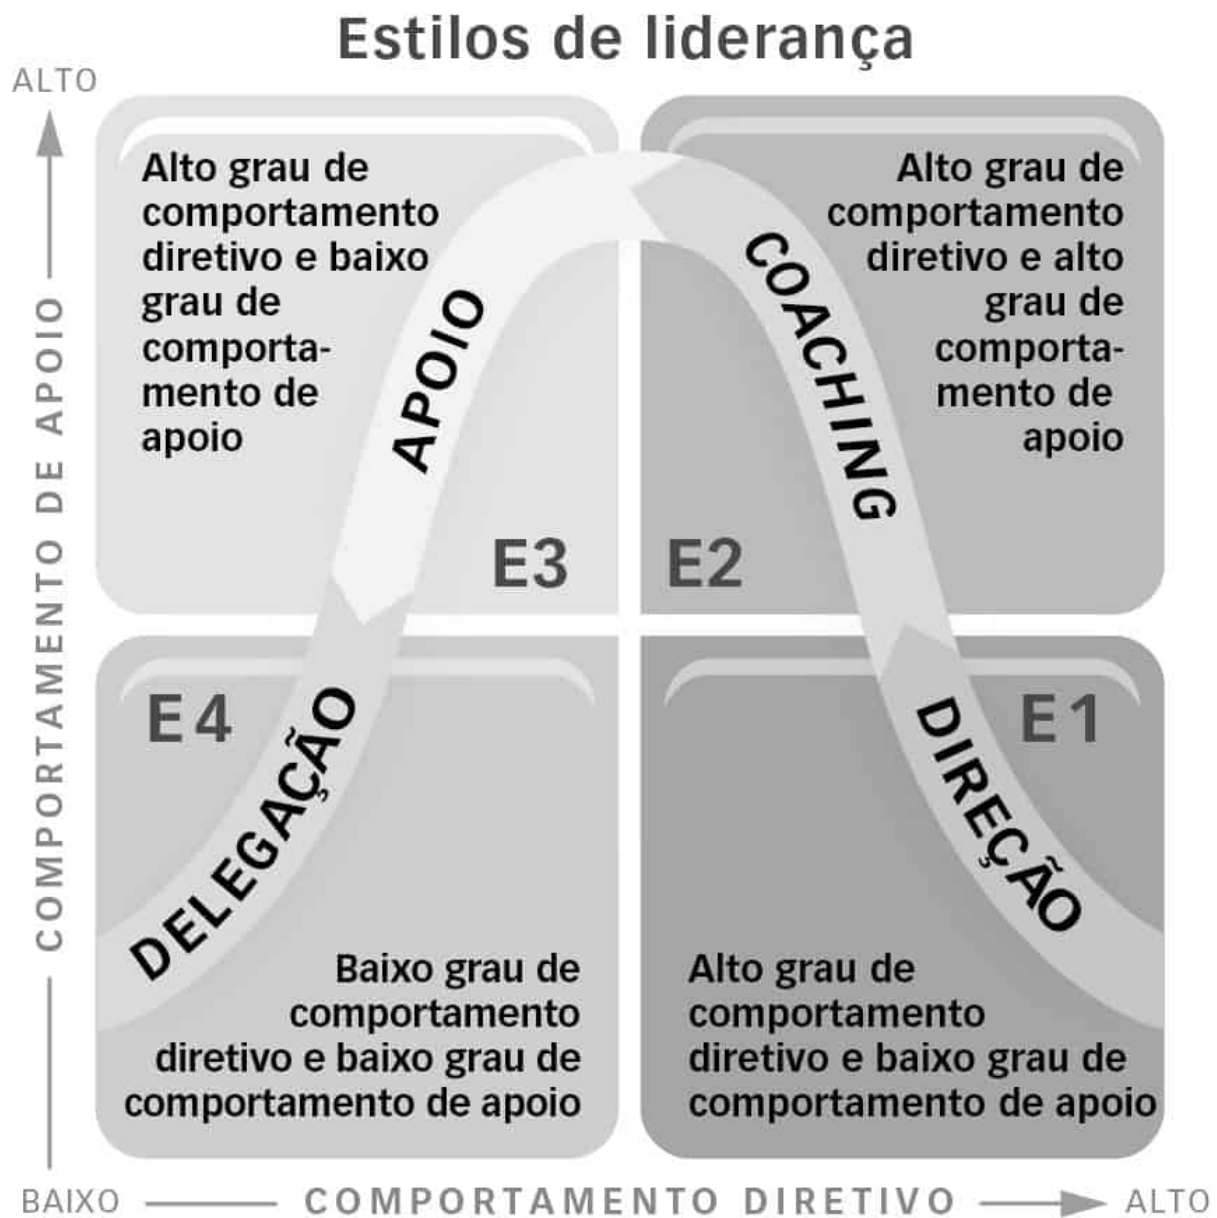 Estilos de liderança
ALTO
COMPORTAMENTO DE APOIO
Alto grau de
comportamento
diretivo e baixo
grau de
comporta-
mento de
apoio
APOIO
E3
Alto grau de
comportamento
diretivo e alto
grau de
comporta-
mento de
apoio
COACHING
E2
E4
DELEGAÇÃO
Baixo grau de
comportamento
diretivo e baixo grau de
comportamento de apoio
E1
DIREÇÃO
Alto grau de
comportamento
diretivo e baixo grau de
comportamento de apoio
BAIXO
COMPORTAMENTO DIRETIVO
ALTO